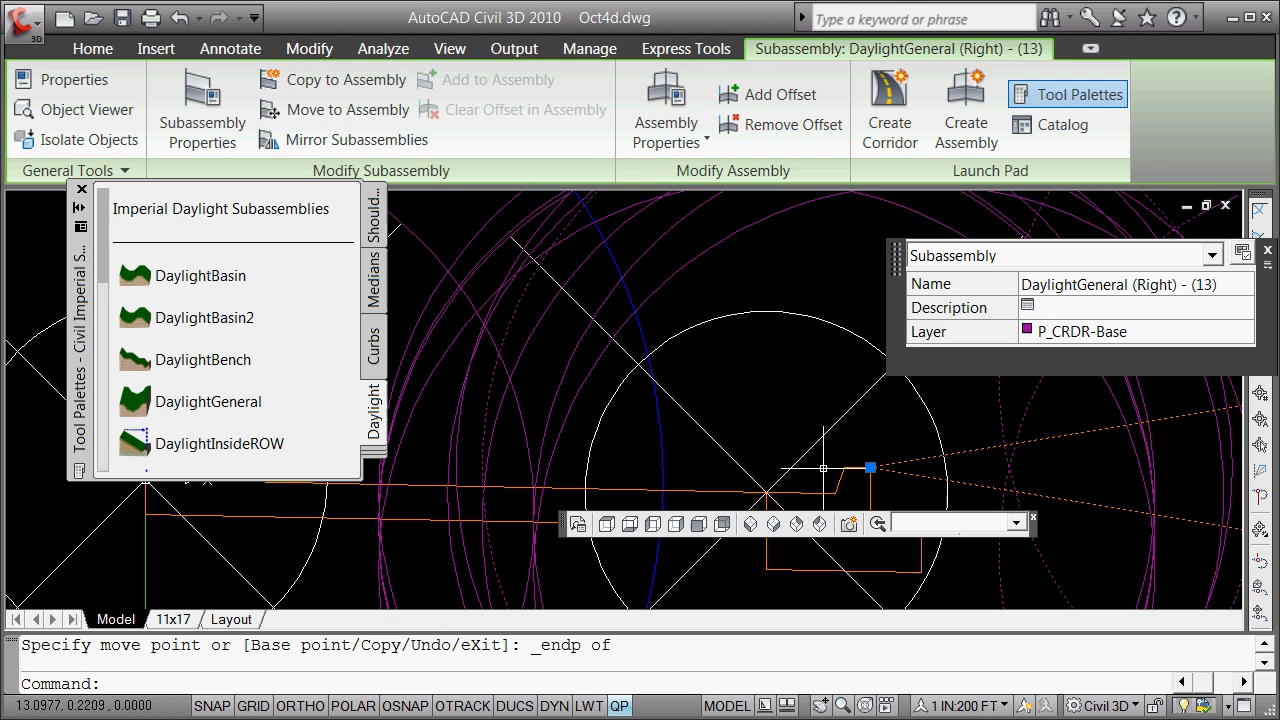 AutoCAD Civil 3D 2010 Oct4d.dwg
Type a keyword or phrase
3D
Home Insert Annotate Modify Analyze View Output Manage Express Tools Subassembly: DaylightGeneral (Right) - (13)
Properties
Object Viewer
Isolate Objects
General Tools
Subassembly Properties
Copy to Assembly
Move to Assembly
Mirror Subassemblies
Add to Assembly
Clear Offset in Assembly
Modify Subassembly
Assembly Properties
Add Offset
Remove Offset
Modify Assembly
Create Corridor
Create Assembly
Tool Palettes
Catalog
Launch Pad
Tool Palettes - Civil Imperial S...
Imperial Daylight Subassemblies
DaylightBasin
DaylightBasin2
DaylightBench
DaylightGeneral
DaylightInsideROW
Should...
Medians
Curbs
Daylight
Subassembly
Name DaylightGeneral (Right) - (13)
Description
Layer P_CRDR-Base
Model 11x17 Layout
Specify move point or [Base point/Copy/Undo/eXit]: _endp of
Command:
13.0977, 0.2209, 0.0000 SNAP GRID ORTHO POLAR OSNAP OTRACK DUCS DYN LWT QP MODEL 1 IN:200 FT Civil 3D